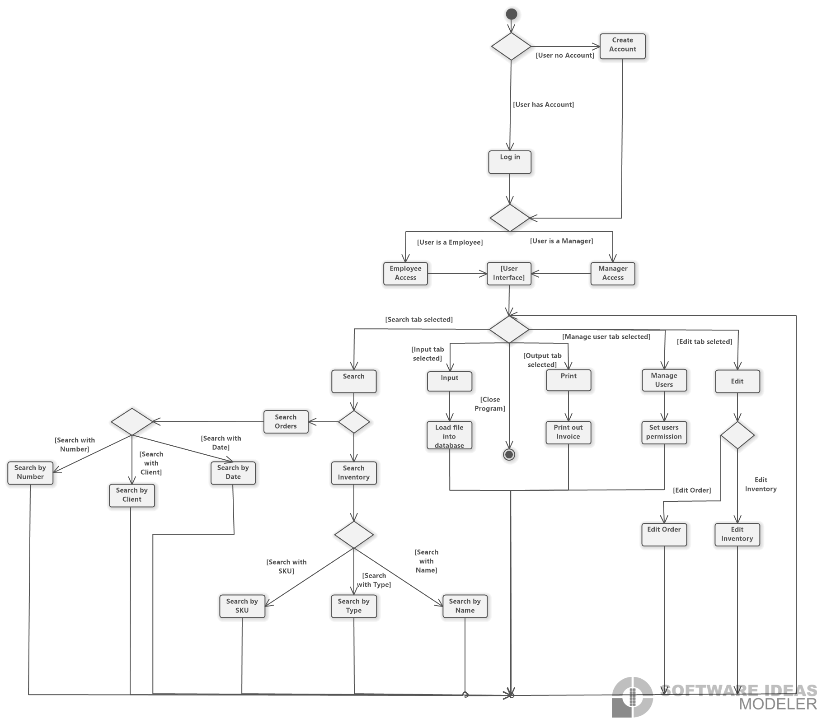 Create
Account
[User no Account]
[User has Account]
Log in
[User is a Employee]
[User is a Manager]
Employee
Access
[User
Interface]
Manager
Access
[Search tab selected]
[Manage user tab selected]
[Edit tab seleted]
[Input tab
selected]
[Output tab
selected]
Search
Input
Print
Manage
Users
Edit
[Close
Program]
Search
Orders
Load file
into
database
Print out
Invoice
Set users
permission
[Search with
Number]
[Search
with
Client]
[Search with
Date]
Search by
Number
Search by
Client
Search by
Date
Search
inventory
[Edit Order]
Edit
Inventory
Edit Order
Edit
Inventory
[Search with
SKU]
[Search
with Type]
[Search
with
Name]
Search by
SKU
Search by
Type
Search by
Name
SOFTWARE IDEAS
MODELER